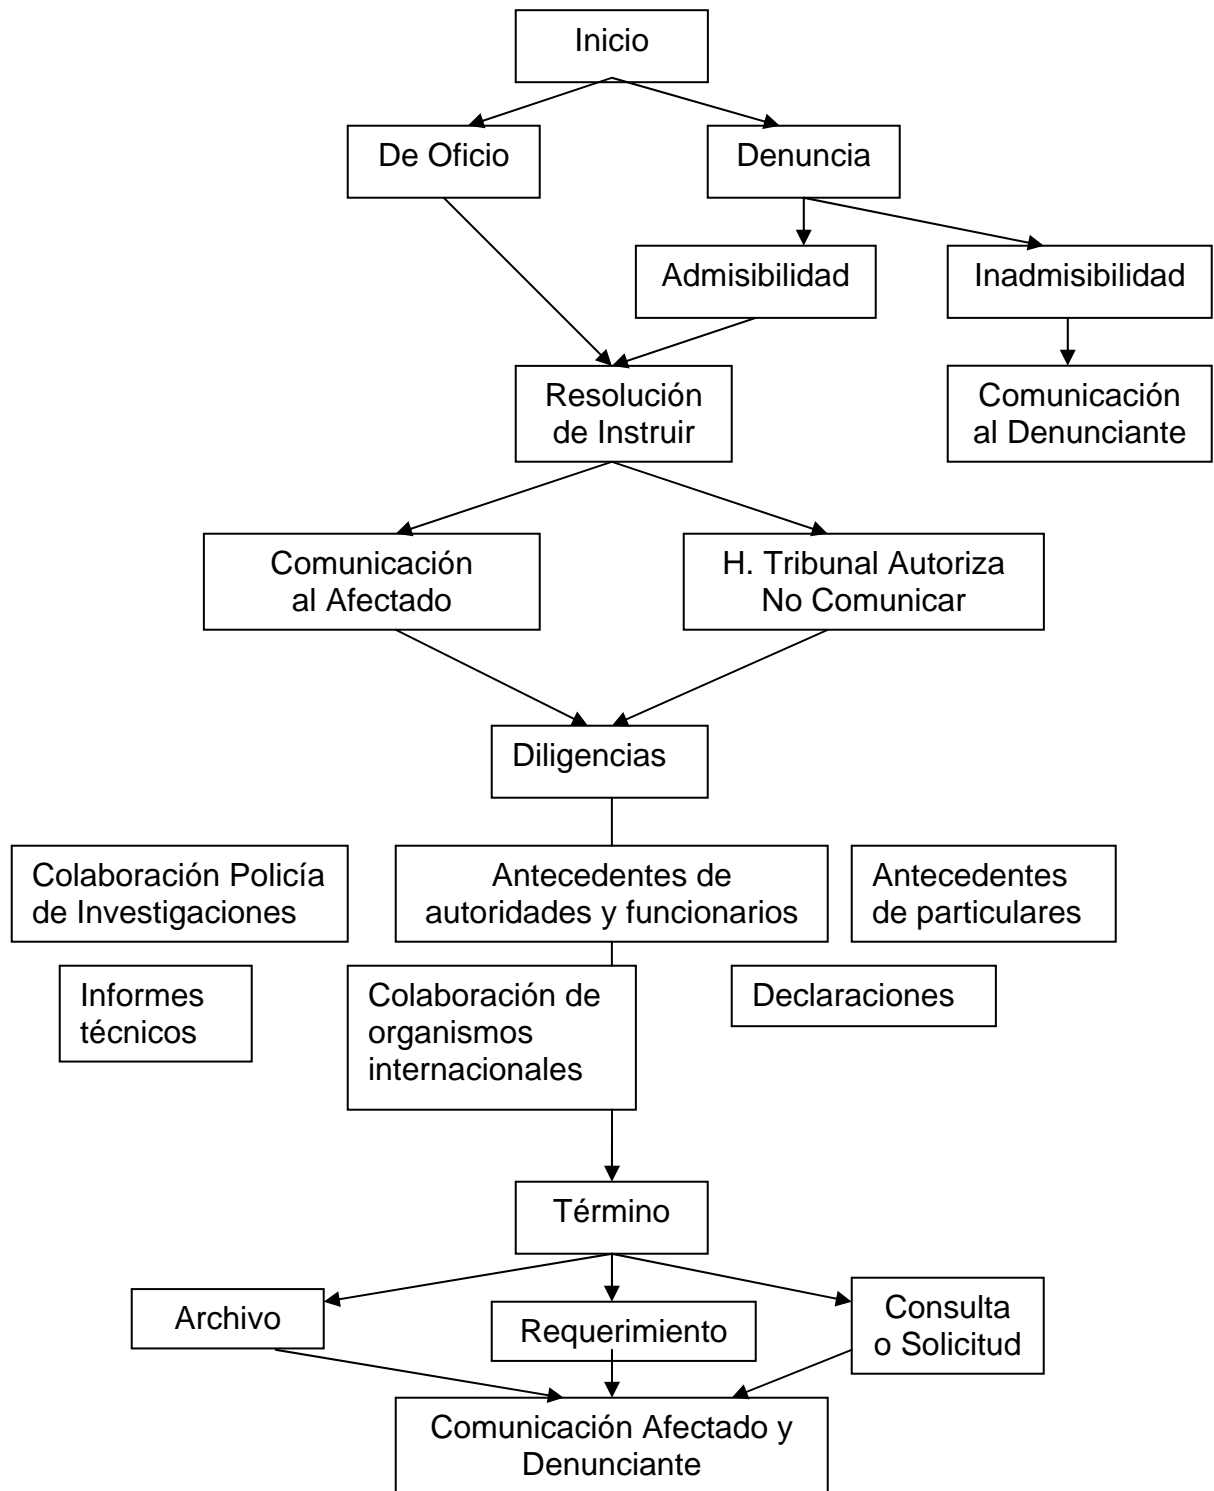 Inicio
De Oficio
Denuncia
Admisibilidad
Inadmisibilidad
Resolución
de Instruir
Comunicación
al Denunciante
Comunicación
al Afectado
H. Tribunal Autoriza
No Comunicar
Diligencias
Colaboración Policía
de Investigaciones
Antecedentes de
autoridades y funcionarios
Antecedentes
de particulares
Informes
técnicos
Colaboración de
organismos
internacionales
Declaraciones
Término
Archivo
Requerimiento
Consulta
o Solicitud
Comunicación Afectado y
Denunciante